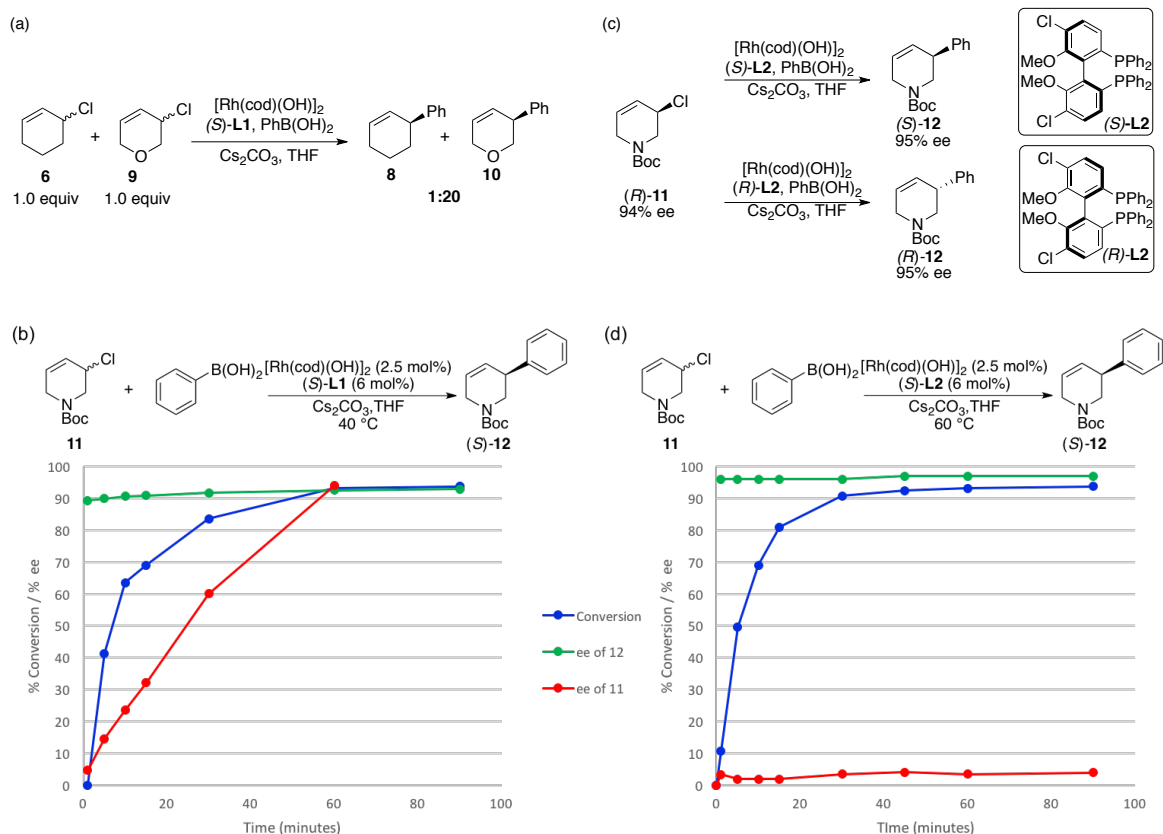 (a)
Cl
Cl
O
6
1.0 equiv
+
9
1.0 equiv
[Rh(cod)(OH)]2
(S)-L1, PhB(OH)2
Cs2CO3, THF
Ph
8
+
Ph
O
10
1:20
(c)
Cl
N
Boc
(R)-11
94% ee
[Rh(cod)(OH)]2
(S)-L2, PhB(OH)2
Cs2CO3, THF
Ph
N
Boc
(S)-12
95% ee
[Rh(cod)(OH)]2
(R)-L2, PhB(OH)2
Cs2CO3, THF
Ph
N
Boc
(R)-12
95% ee
Cl
MeO
PPh2
MeO
PPh2
Cl
(S)-L2
Cl
MeO
PPh2
MeO
PPh2
Cl
(R)-L2
(b)
Cl
N
Boc
11
+
B(OH)2
[Rh(cod)(OH)]2 (2.5 mol%)
(S)-L1 (6 mol%)
Cs2CO3,THF
40 °C
N
Boc
(S)-12
% Conversion / % ee
100
90
80
70
60
50
40
30
20
10
0
0 20 40 60 80 100
Time (minutes)
Conversion
ee of 12
ee of 11
(d)
Cl
N
Boc
11
+
B(OH)2
[Rh(cod)(OH)]2 (2.5 mol%)
(S)-L2 (6 mol%)
Cs2CO3,THF
60 °C
N
Boc
(S)-12
% Conversion / % ee
100
90
80
70
60
50
40
30
20
10
0
0 20 40 60 80 100
TIme (minutes)